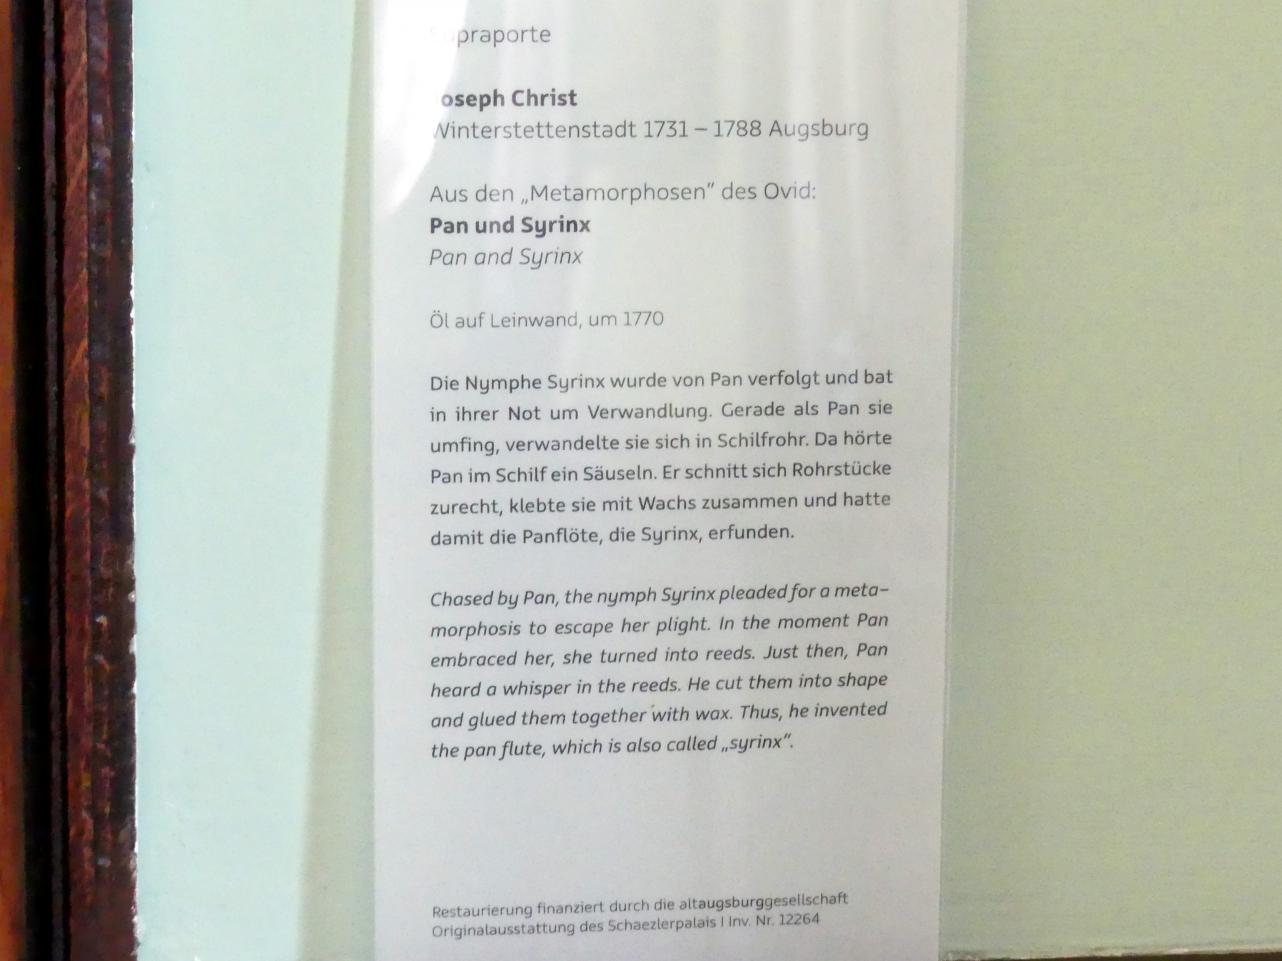 Supraporte
Joseph Christ
Winterstettenstadt 1731 – 1788 Augsburg
Aus den „Metamorphosen” des Ovid:
Pan und Syrinx
Pan and Syrinx
Öl auf Leinwand, um 1770
Die Nymphe Syrinx wurde von Pan verfolgt und bat
in ihrer Not um Verwandlung. Gerade als Pan sie
umfing, verwandelte sie sich in Schilfrohr. Da hörte
Pan im Schilf ein Säuseln. Er schnitt sich Rohrstücke
zurecht, klebte sie mit Wachs zusammen und hatte
damit die Panflöte, die Syrinx, erfunden.
Chased by Pan, the nymph Syrinx pleaded for a meta-
morphosis to escape her plight. In the moment Pan
embraced her, she turned into reeds. Just then, Pan
heard a whisper in the reeds. He cut them into shape
and glued them together with wax. Thus, he invented
the pan flute, which is also called „syrinx”.
Restaurierung finanziert durch die altaugsburggesellschaft
Originalausstattung des Schaezlerpalais I Inv. Nr. 12264